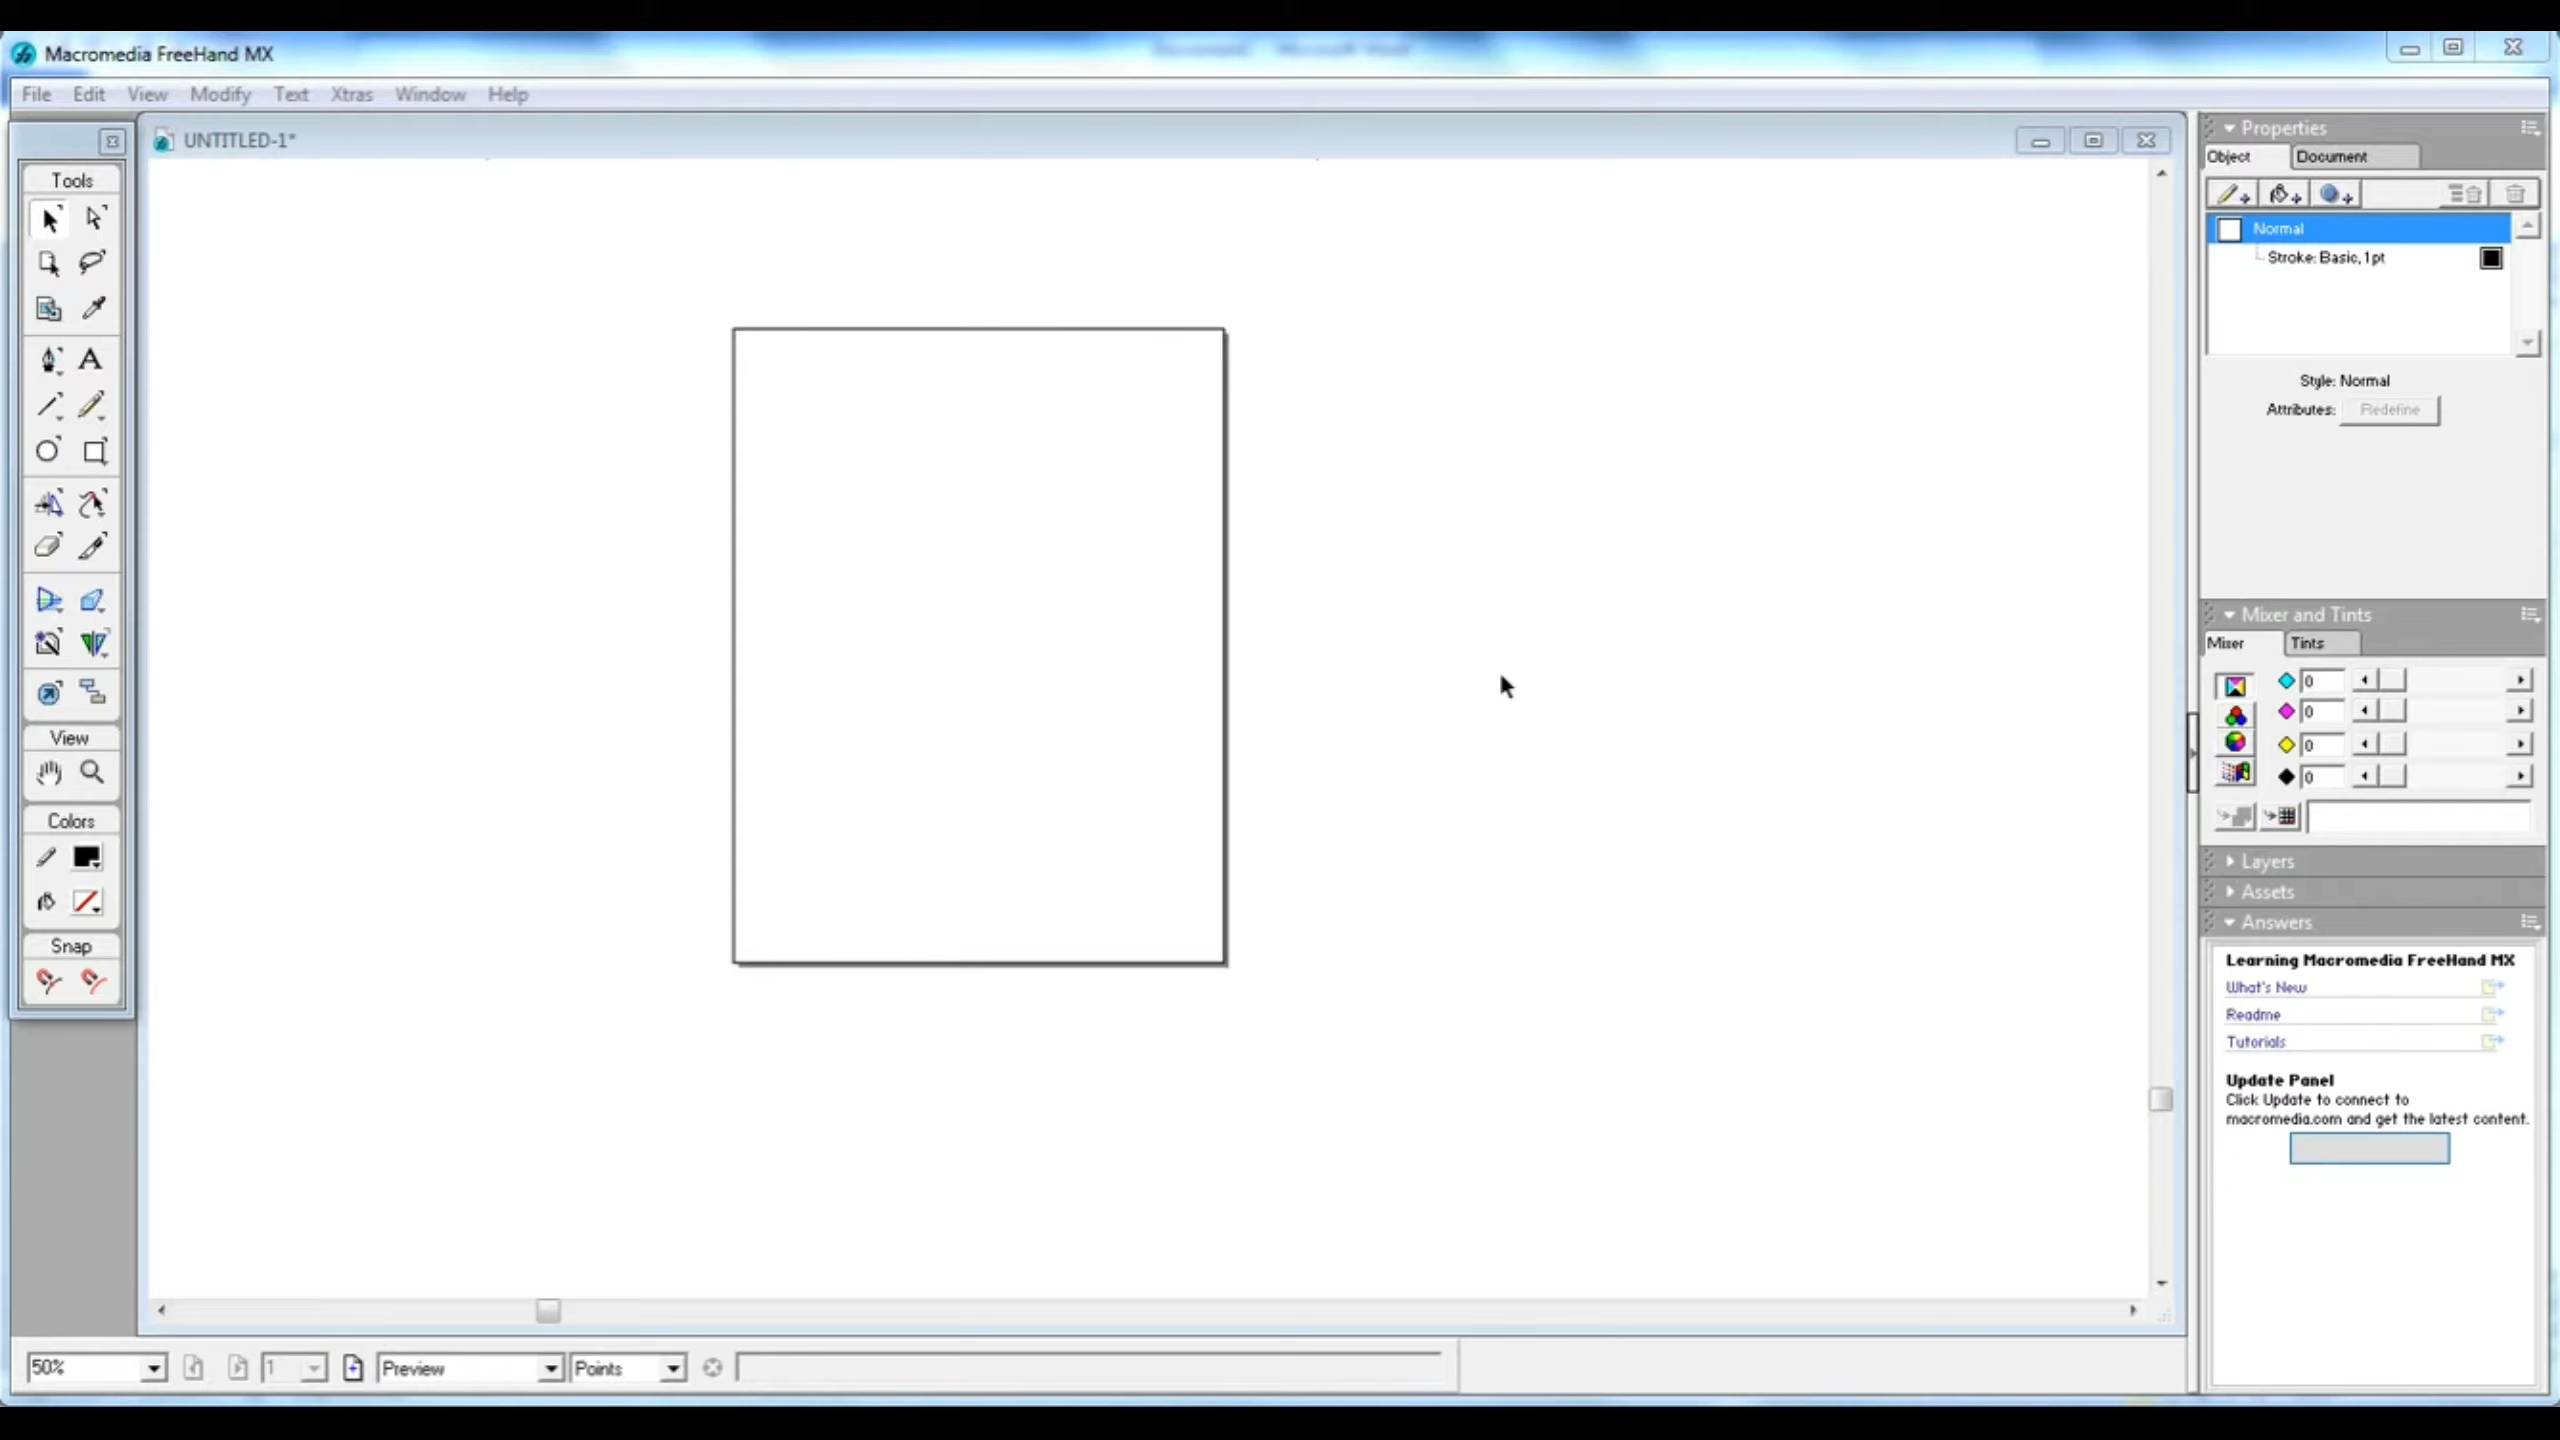 Macromedia FreeHand MX
File Edit View Modify Text Xtras Window Help
UNTITLED-1*
Tools
A
View
Colors
Snap
Properties
Object Document
Normal
Stroke: Basic, 1pt
Style: Normal
Attributes: Redefine
Mixer and Tints
Mixer Tints
0
0
0
0
Layers
Assets
Answers
Learning Macromedia FreeHand MX
What's New
Readme
Tutorials
Update Panel
Click Update to connect to
macromedia.com and get the latest content.
50% 1 Preview Points